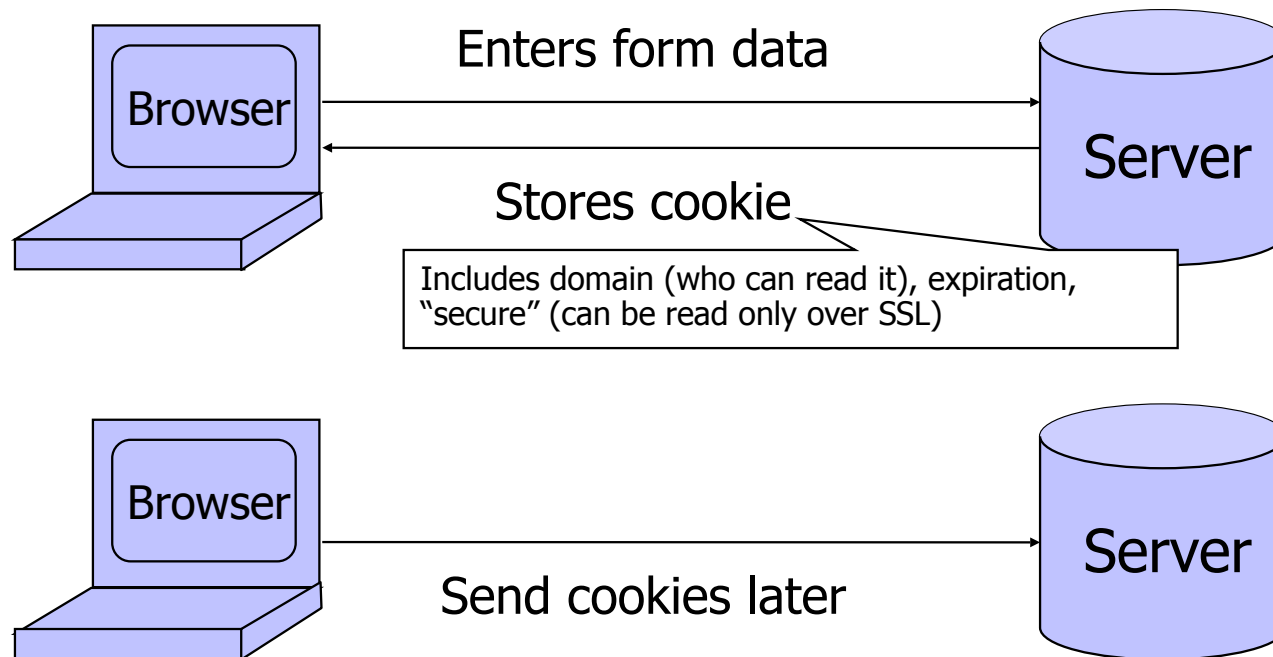 Enters form data
Browser
Server
Stores cookie
Includes domain (who can read it), expiration,
“secure” (can be read only over SSL)
Browser
Server
Send cookies later